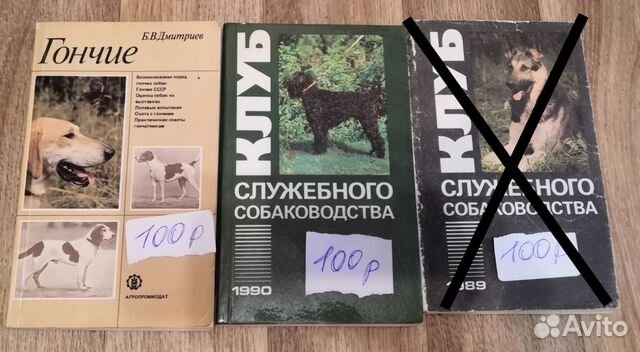 Б.В.Дмитриев
Гончие
Возникновение пород
гончих собак
Гончие СССР
Оценка собак на
выставках
Полевые испытания
Охота с гончими
Практические советы
гончатникам
100р
АГРОПРОМИЗДАТ
КЛУБ
СЛУЖЕБНОГО
СОБАКОВОДСТВА
100р
1990
КЛУБ
СЛУЖЕБНОГО
СОБАКОВОДСТВА
100р
1989
Avito